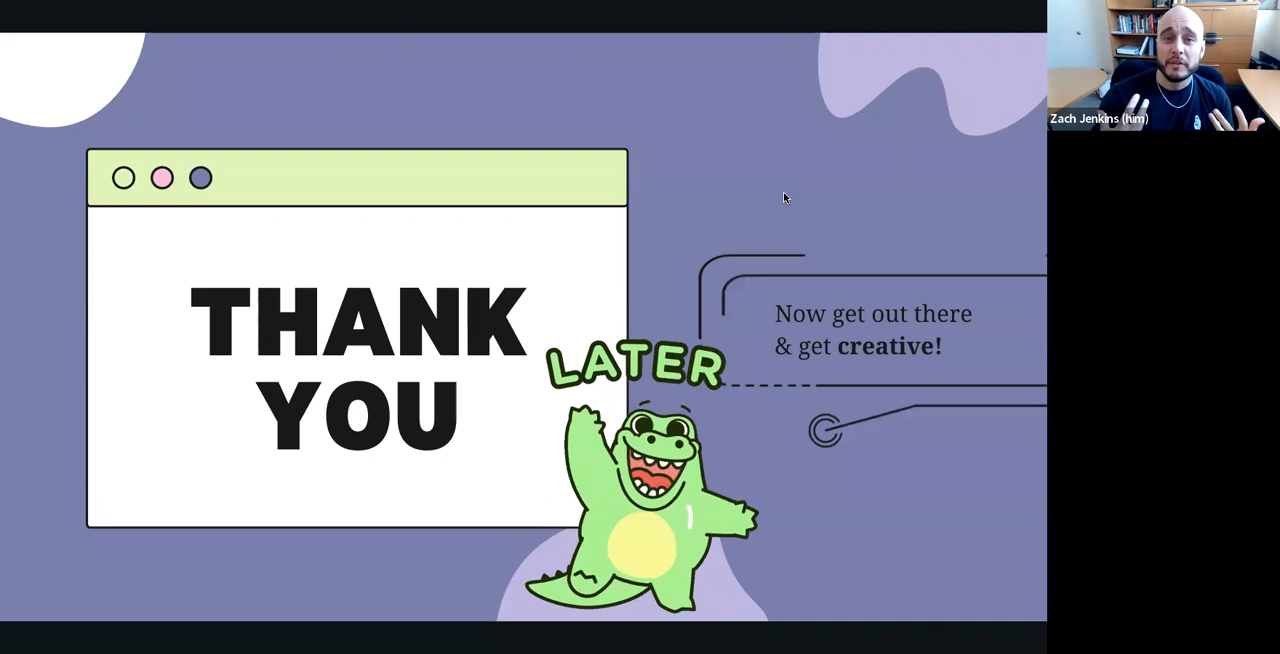 THANK
YOU
LATER
Now get out there
& get creative!
Zach Jenkins (him)